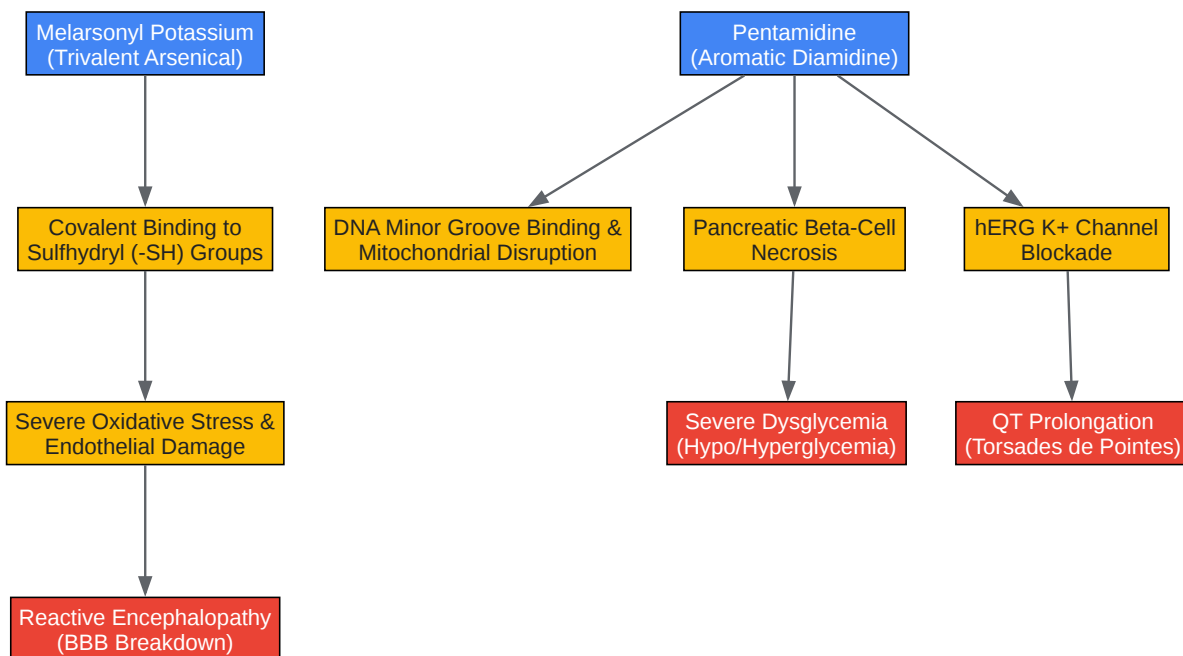 Melarsonyl Potassium
(Trivalent Arsenical)
Pentamidine
(Aromatic Diamidine)
Covalent Binding to
Sulfhydryl (-SH) Groups
DNA Minor Groove Binding &
Mitochondrial Disruption
Pancreatic Beta-Cell
Necrosis
hERG K+ Channel
Blockade
Severe Oxidative Stress &
Endothelial Damage
Severe Dysglycemia
(Hypo/Hyperglycemia)
QT Prolongation
(Torsades de Pointes)
Reactive Encephalopathy
(BBB Breakdown)